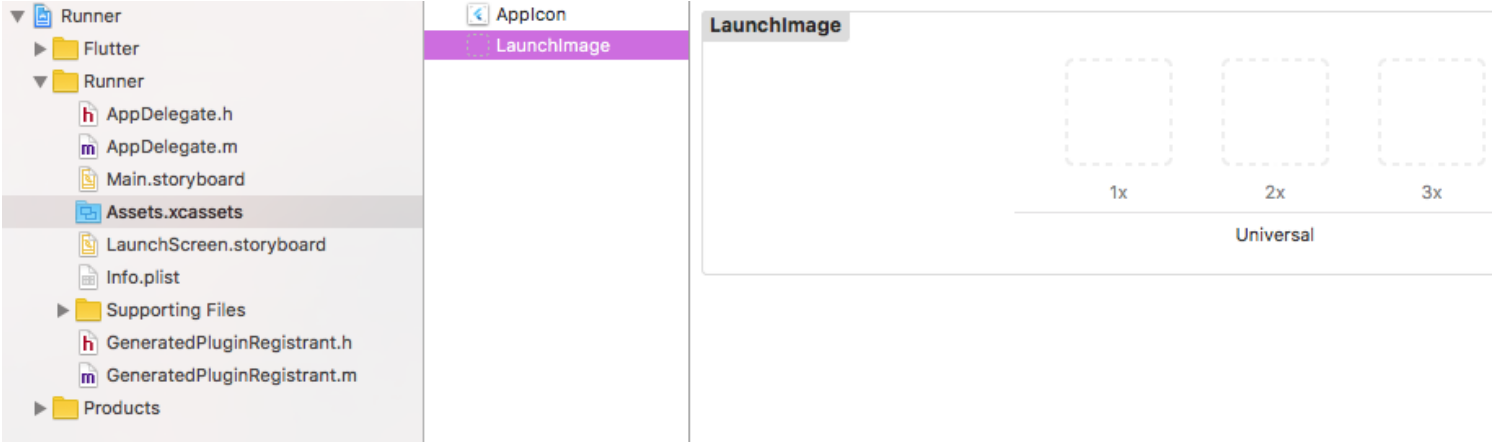 Runner
Flutter
Runner
AppDelegate.h
AppDelegate.m
Main.storyboard
Assets.xcassets
LaunchScreen.storyboard
Info.plist
Supporting Files
GeneratedPluginRegistrant.h
GeneratedPluginRegistrant.m
Products
AppIcon
LaunchImage
LaunchImage
1x 2x 3x
Universal